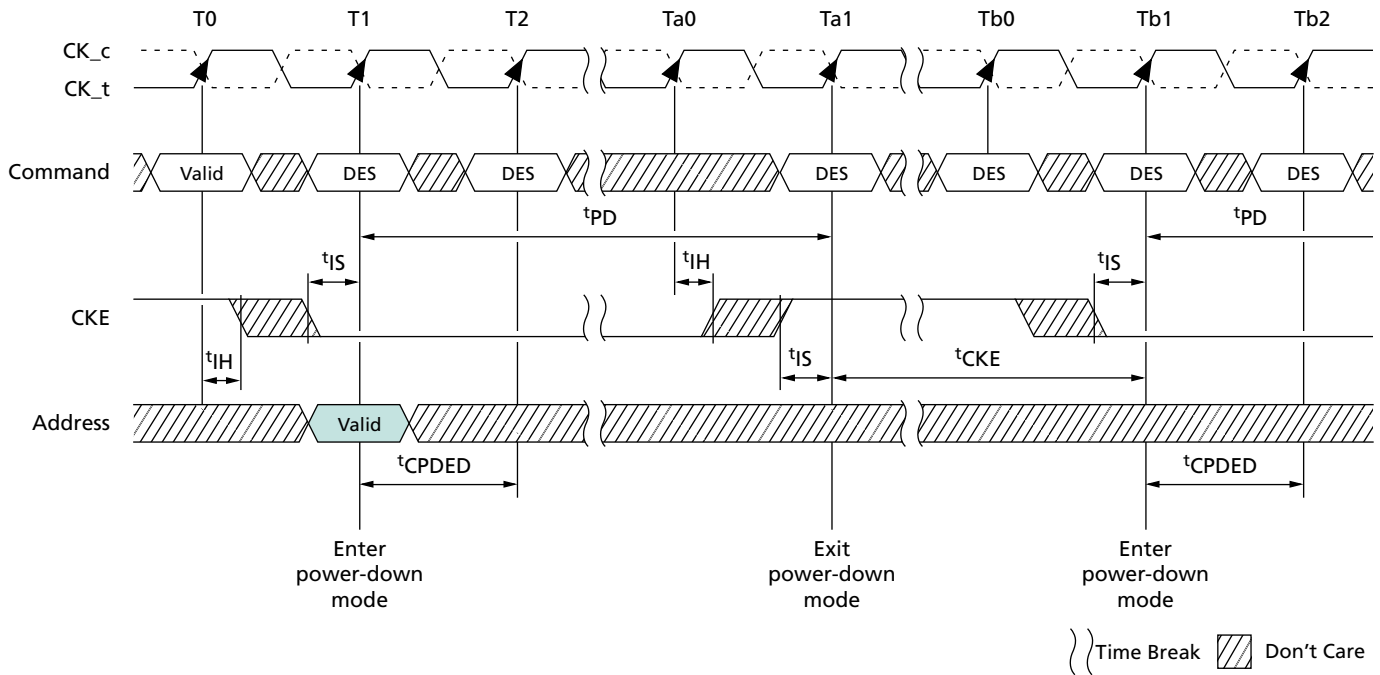 T0 T1 T2 Ta0 Ta1 Tb0 Tb1 Tb2
CK_c
CK_t
Command Valid DES DES DES DES DES DES
tPD tPD
tIS tIH tIS
CKE
tIH tIS tCKE
Address Valid
tCPDED tCPDED
Enter power-down mode
Exit power-down mode
Enter power-down mode
Time Break Don't Care